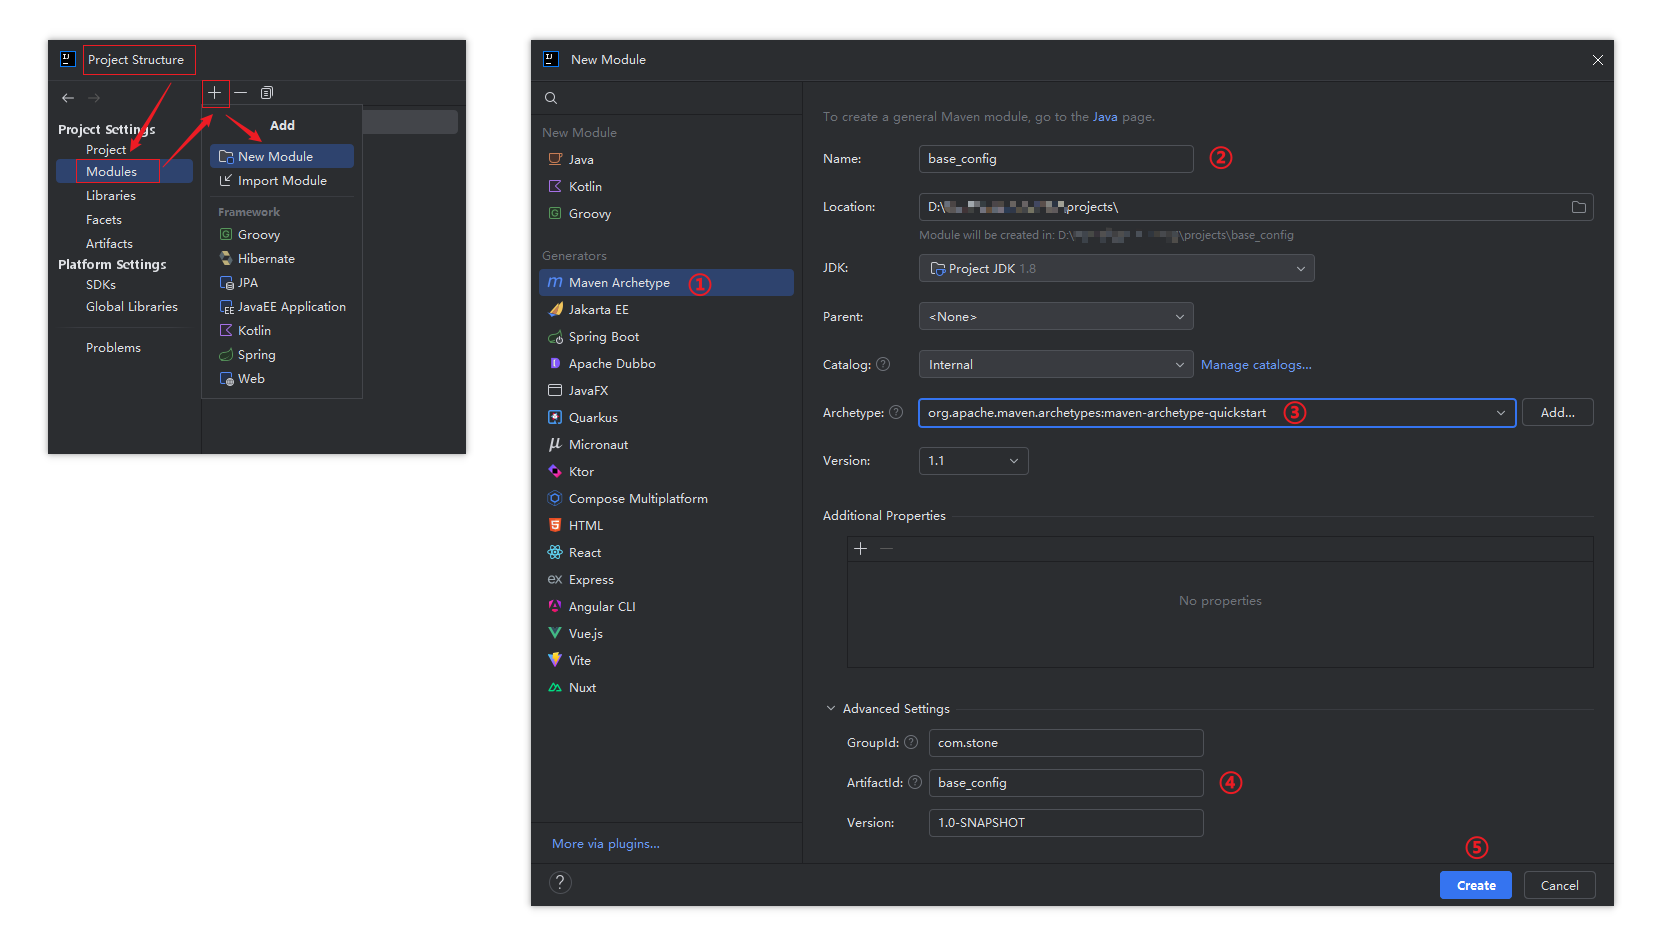 Project Structure
Project Settings
Project
Modules
Libraries
Facets
Artifacts
Platform Settings
SDKs
Global Libraries
Problems
Add
New Module
Import Module
Framework
Groovy
Hibernate
JPA
JavaEE Application
Kotlin
Spring
Web
New Module
New Module
Java
Kotlin
Groovy
Generators
Maven Archetype ①
Jakarta EE
Spring Boot
Apache Dubbo
JavaFX
Quarkus
Micronaut
Ktor
Compose Multiplatform
HTML
React
Express
Angular CLI
Vue.js
Vite
Nuxt
More via plugins...
To create a general Maven module, go to the Java page.
Name: base_config ②
Location: D:\ projects\
Module will be created in: D:\ \projects\base_config
JDK: Project JDK 1.8
Parent: <None>
Catalog: Internal Manage catalogs...
Archetype: org.apache.maven.archetypes:maven-archetype-quickstart ③ Add...
Version: 1.1
Additional Properties
No properties
Advanced Settings
GroupId: com.stone
ArtifactId: base_config ④
Version: 1.0-SNAPSHOT
⑤
Create Cancel